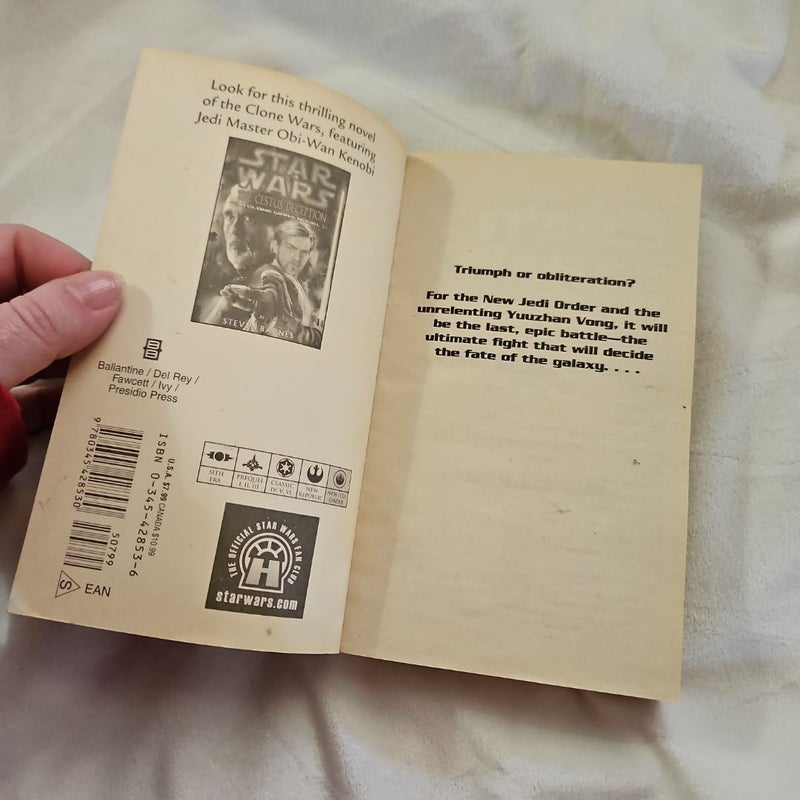 Look for this thrilling novel
of the Clone Wars, featuring
Jedi Master Obi-Wan Kenobi
STAR
WARS
CESTUS DECEPTION
STEVEN BARNES
Ballantine / Del Rey /
Fawcett / Ivy /
Presidio Press
9 780345 428530
50799
ISBN 0-345-42853-6
U.S.A. $7.99 CANADA $10.99
S EAN
SITH
ERA
PREQUEL
I, II, III
CLASSIC
IV, V, VI
NEW
REPUBLIC
NEW JEDI
ORDER
THE OFFICIAL STAR WARS FAN CLUB
H
starwars.com
Triumph or obliteration?
For the New Jedi Order and the
unrelenting Yuuzhan Vong, it will
be the last, epic battle—the
ultimate fight that will decide
the fate of the galaxy. . . .